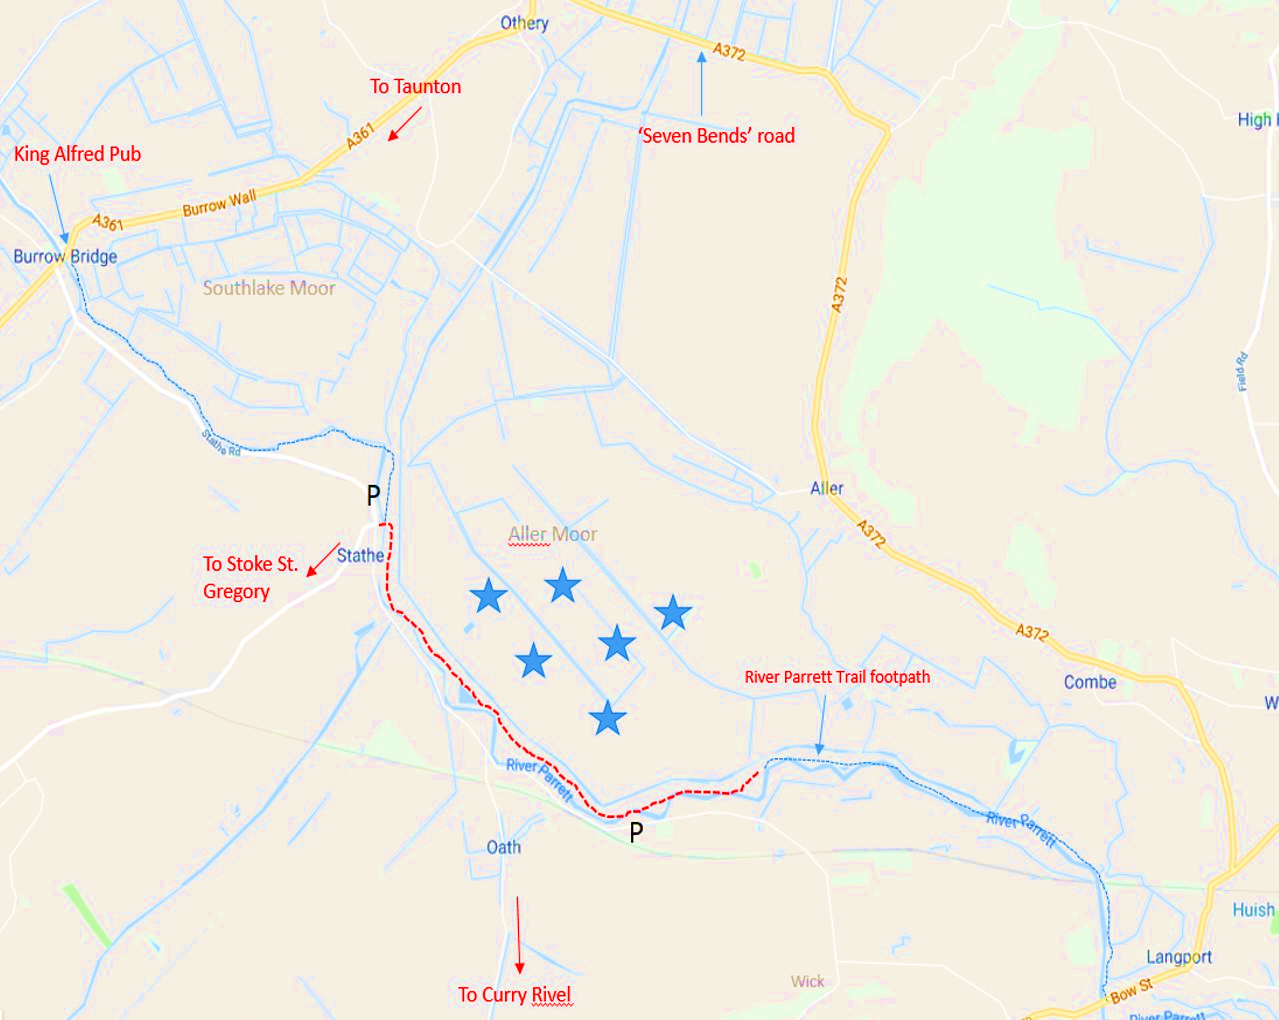 Othery
A372
To Taunton
'Seven Bends' road
A361
King Alfred Pub
Burrow Wall
A361
Burrow Bridge
Southlake Moor
A372
Field Rd
Stathe Rd
P
Aller
Aller Moor
A372
Stathe
To Stoke St.
Gregory
A372
River Parrett Trail footpath
Combe
W
River Parrett
P
River Parrett
Oath
Huish
Langport
Wick
To Curry Rivel
Bow St
River Parrett